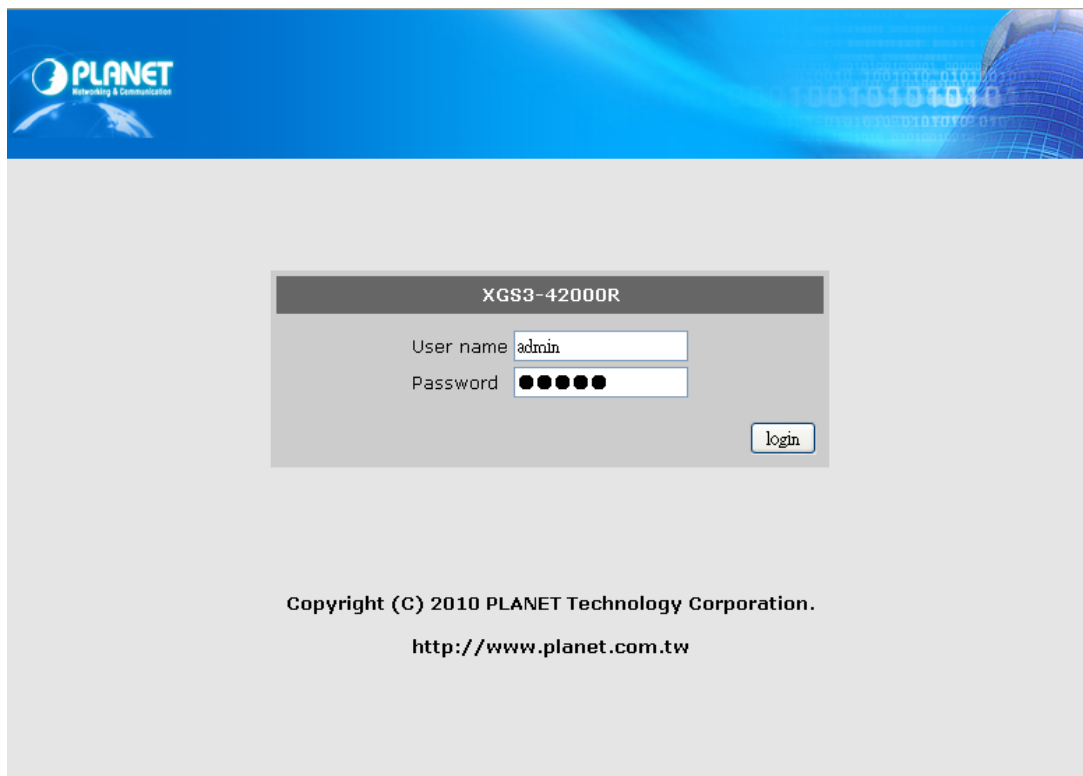 PLANET
Networking & Communication
XGS3-42000R
User name admin
Password ●●●●●
login
Copyright (C) 2010 PLANET Technology Corporation.
http://www.planet.com.tw